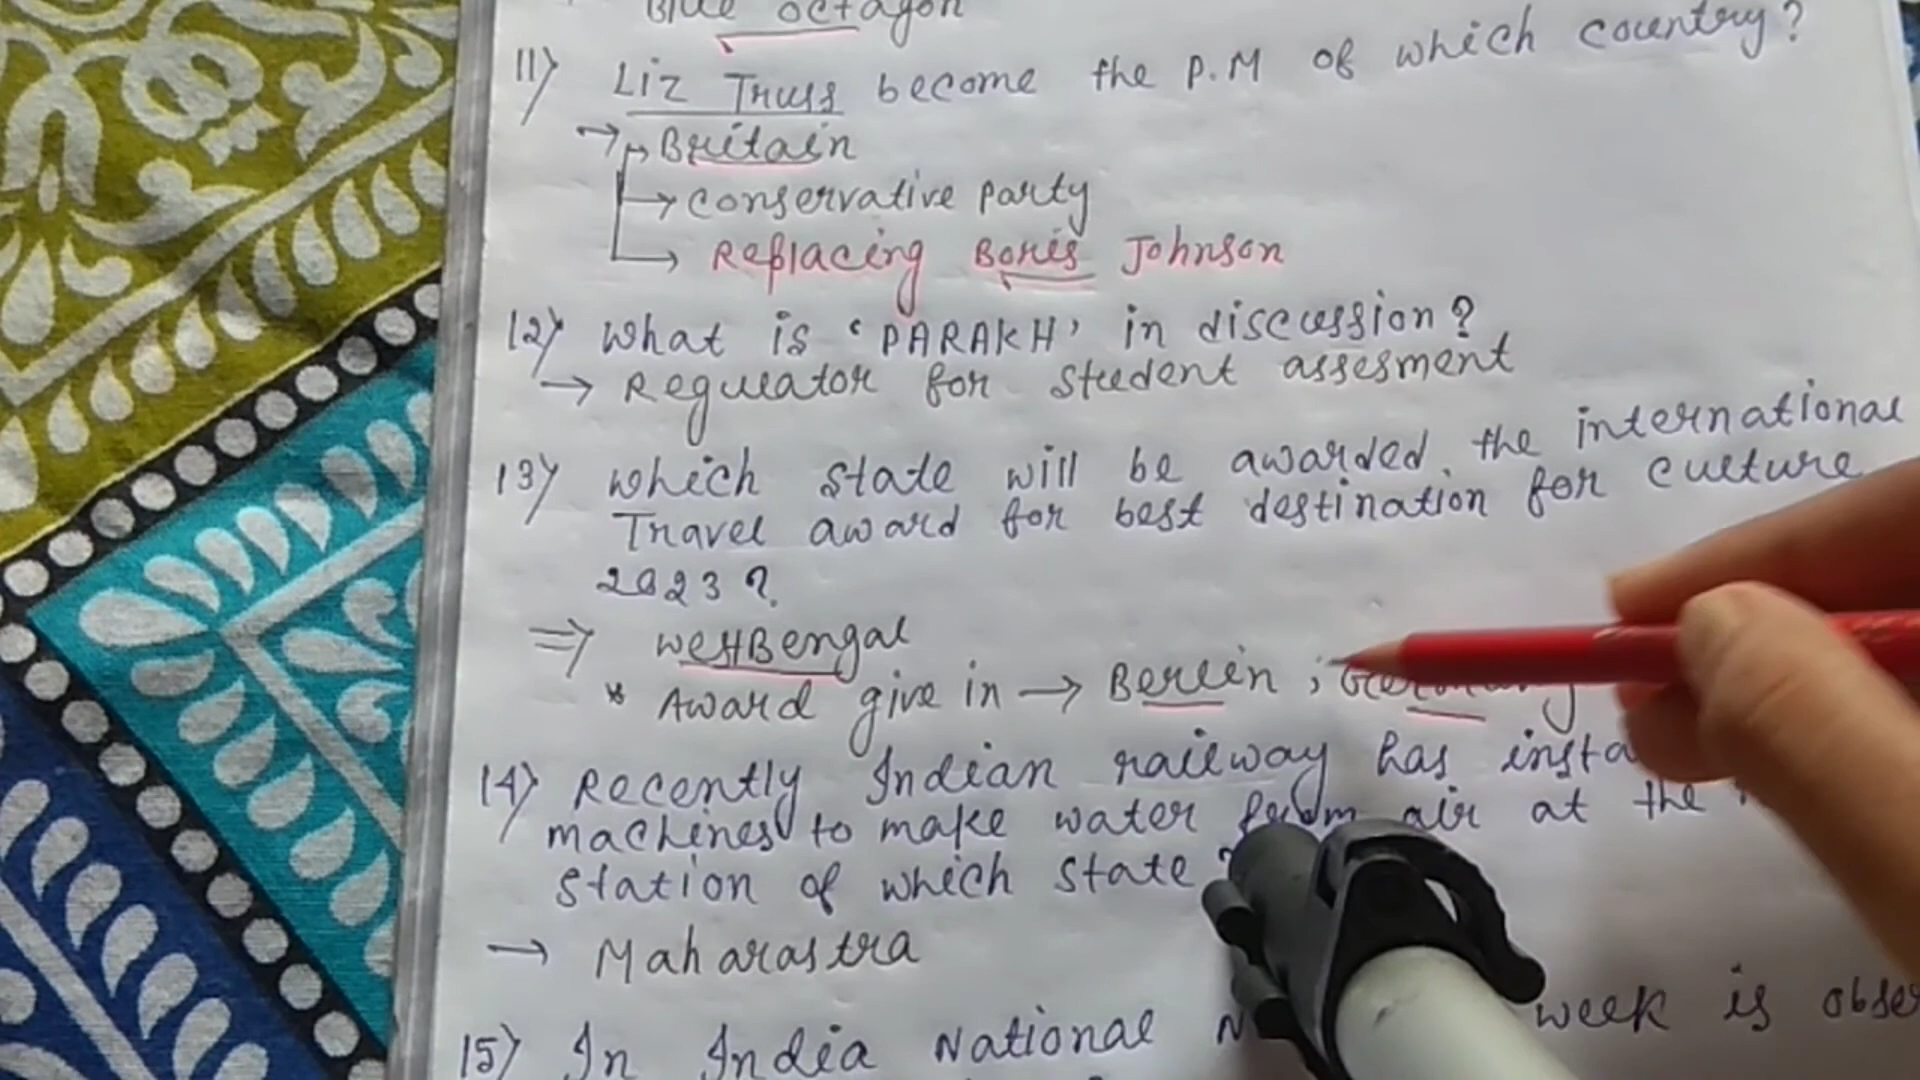 Blue octagon
11) Liz Truss become the P.M of which country?
→ → Britain
→ conservative party
→ Replacing Boris Johnson
12) What is 'PARAKH' in discussion?
→ Regulator for student assesment
13) which state will be awarded the international
Travel award for best destination for culture
2023?
⇒ westBengal
* Award give in → Berlin, Germany
14) Recently Indian railway has
machines to make water from air at the
station of which state?
→ Maharastra
15) In India National week is